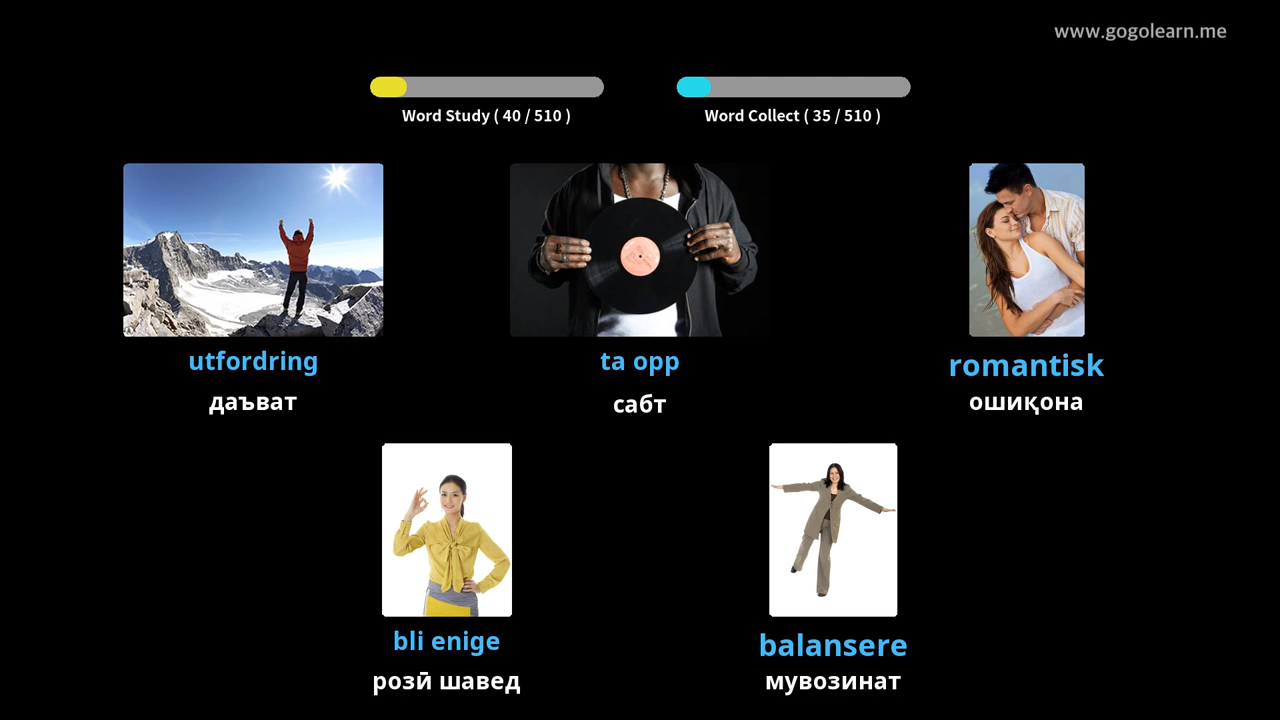 www.gogolearn.me
Word Study ( 40 / 510 )
Word Collect ( 35 / 510 )
utfordring
даъват
ta opp
сабт
romantisk
ошиқона
bli enige
розӣ шавед
balansere
мувозинат